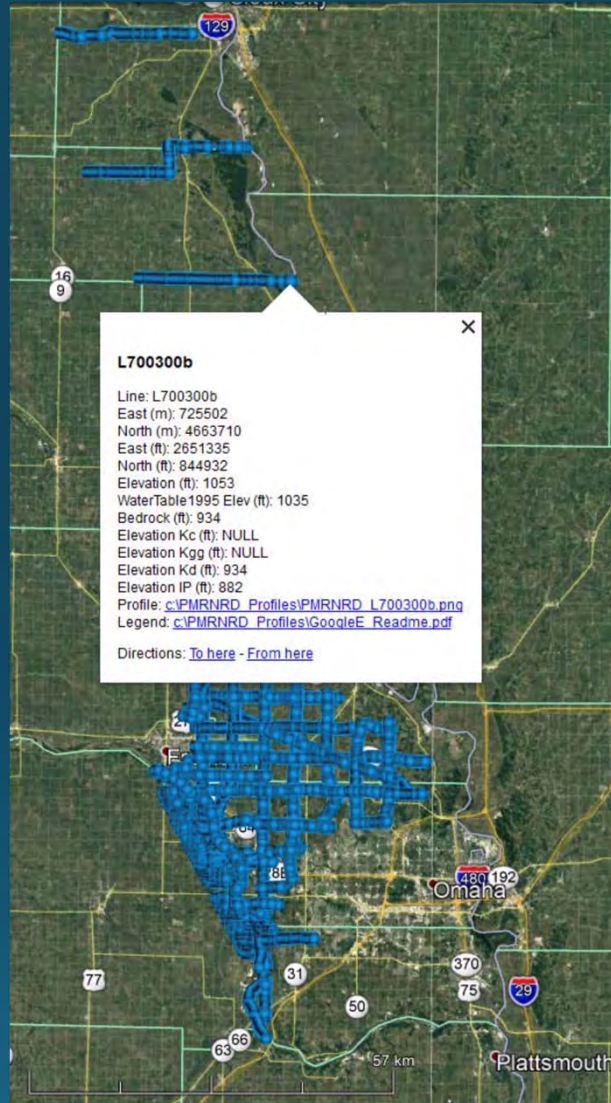 Sioux City
129
16
9
L700300b
Line: L700300b
East (m): 725502
North (m): 4663710
East (ft): 2651335
North (ft): 844932
Elevation (ft): 1053
WaterTable1995 Elev (ft): 1035
Bedrock (ft): 934
Elevation Kc (ft): NULL
Elevation Kgg (ft): NULL
Elevation Kd (ft): 934
Elevation IP (ft): 882
Profile: c:\PMRNRD_Profiles\PMRNRD_L700300b.png
Legend: c:\PMRNRD_Profiles\GoogleE_Readme.pdf
Directions: To here - From here
480 192
Omaha
370
77
31
75
29
50
66
63
57 km
Plattsmouth